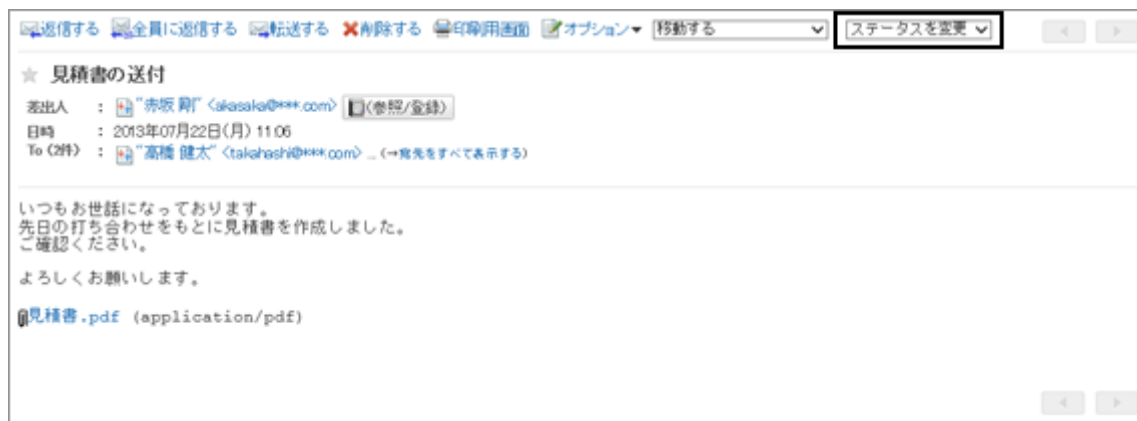 返信する 全員に返信する 転送する 削除する 印刷用画面 オプション 移動する ステータスを変更
見積書の送付
差出人 : "赤坂 剛" <akasaka@***.com> (参照/登録)
日時 : 2013年07月22日(月) 11:06
To (2件) : "高橋 健太" <takahashi@***.com> ... (→宛先をすべて表示する)
いつもお世話になっております。
先日の打ち合わせをもとに見積書を作成しました。
ご確認ください。
よろしくお願いします。
見積書.pdf (application/pdf)